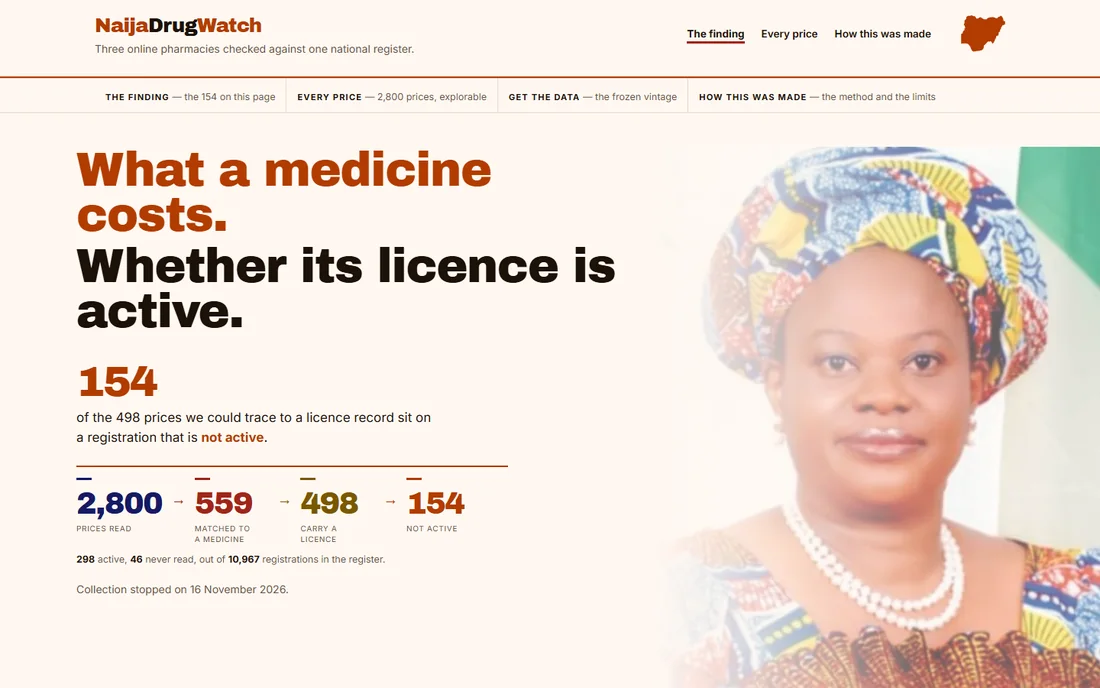 NaijaDrugWatch
Three online pharmacies checked against one national register.
The finding Every price How this was made
THE FINDING — the 154 on this page
EVERY PRICE — 2,800 prices, explorable
GET THE DATA — the frozen vintage
HOW THIS WAS MADE — the method and the limits
What a medicine
costs.
Whether its licence is
active.
154
of the 498 prices we could trace to a licence record sit on
a registration that is not active.
2,800 → 559 → 498 → 154
PRICES READ
MATCHED TO
A MEDICINE
CARRY A
LICENCE
NOT ACTIVE
298 active, 46 never read, out of 10,967 registrations in the register.
Collection stopped on 16 November 2026.